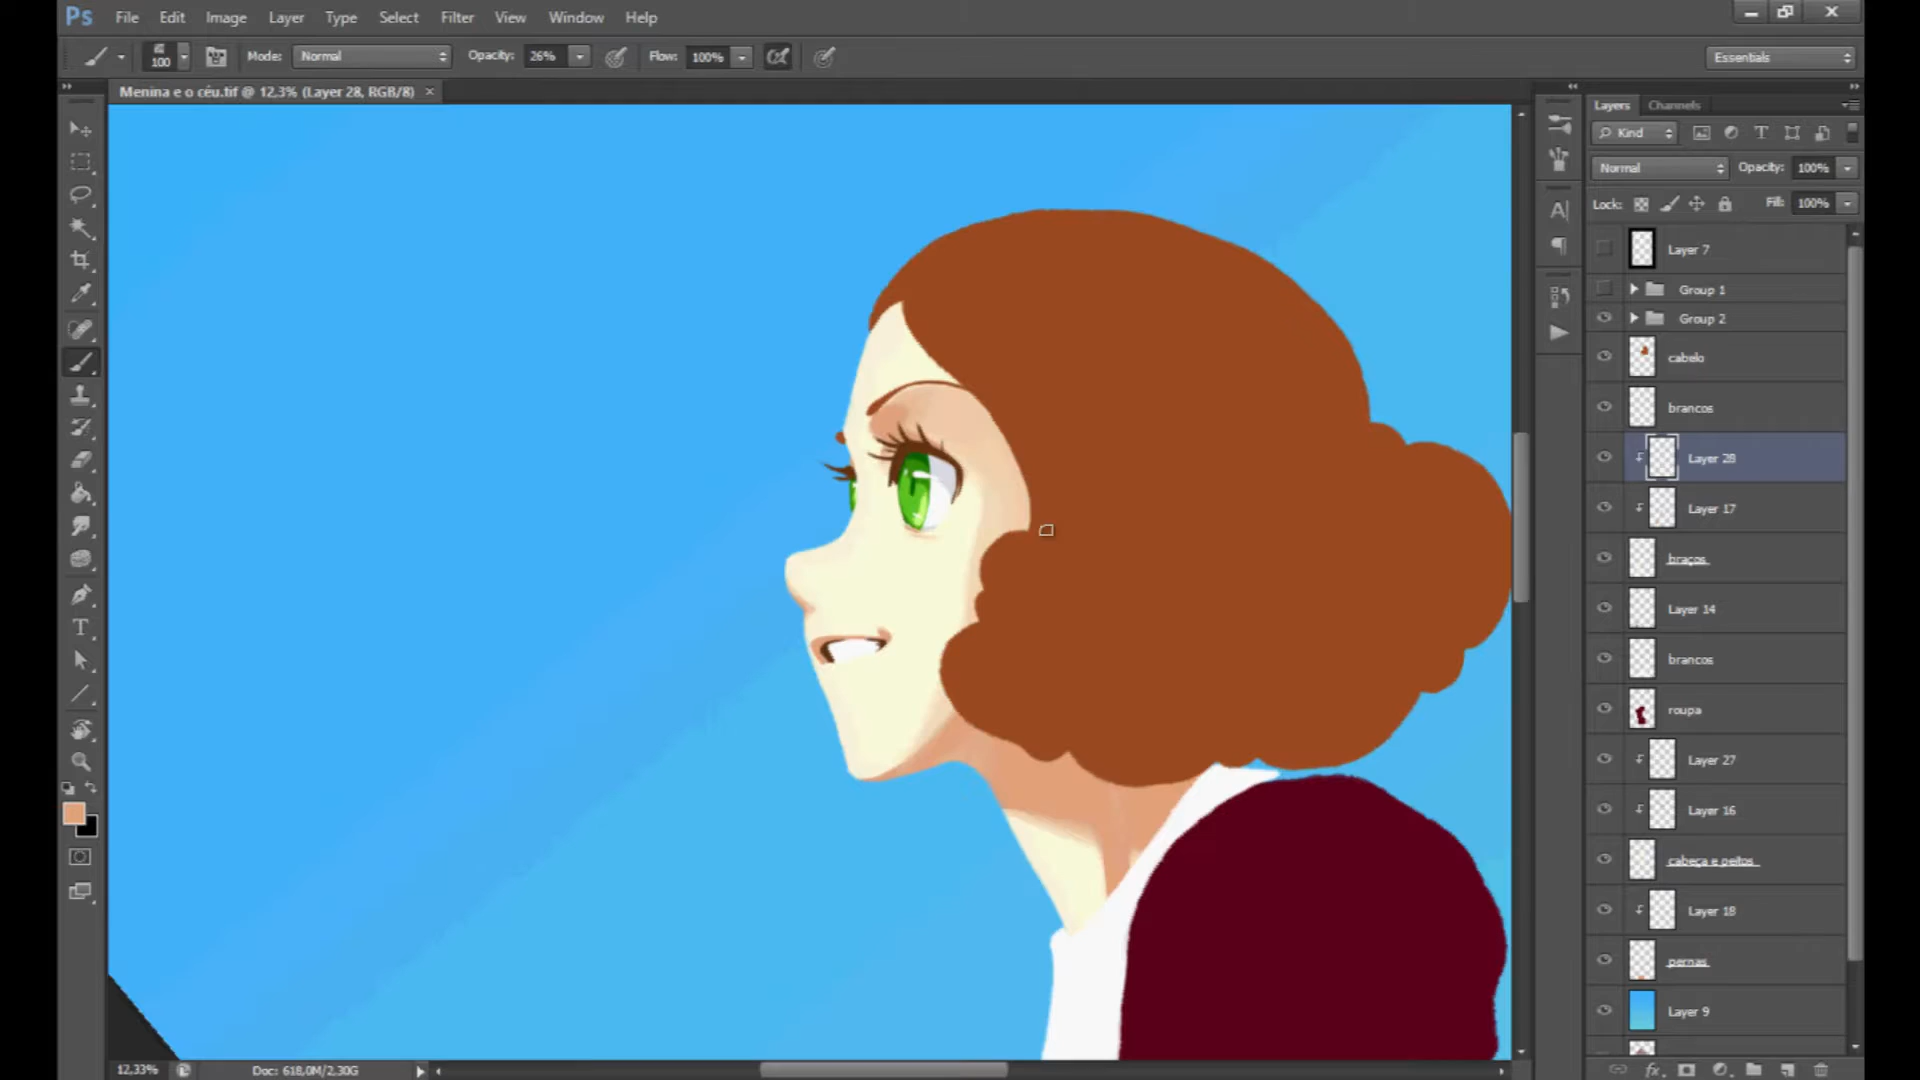 Ps File Edit Image Layer Type Select Filter View Window Help
100 Mode: Normal Opacity: 26% Flow: 100% Essentials
Menina e o céu.tif @ 12,3% (Layer 28, RGB/8) ×
Layers Channels
Kind
Normal Opacity: 100%
Lock: Fill: 100%
Layer 7
Group 1
Group 2
cabelo
brancos
Layer 28
Layer 17
braços
Layer 14
brancos
roupa
Layer 27
Layer 16
cabeça e peitos
Layer 18
pernas
Layer 9
12,33% Doc: 618,0M/2,30G